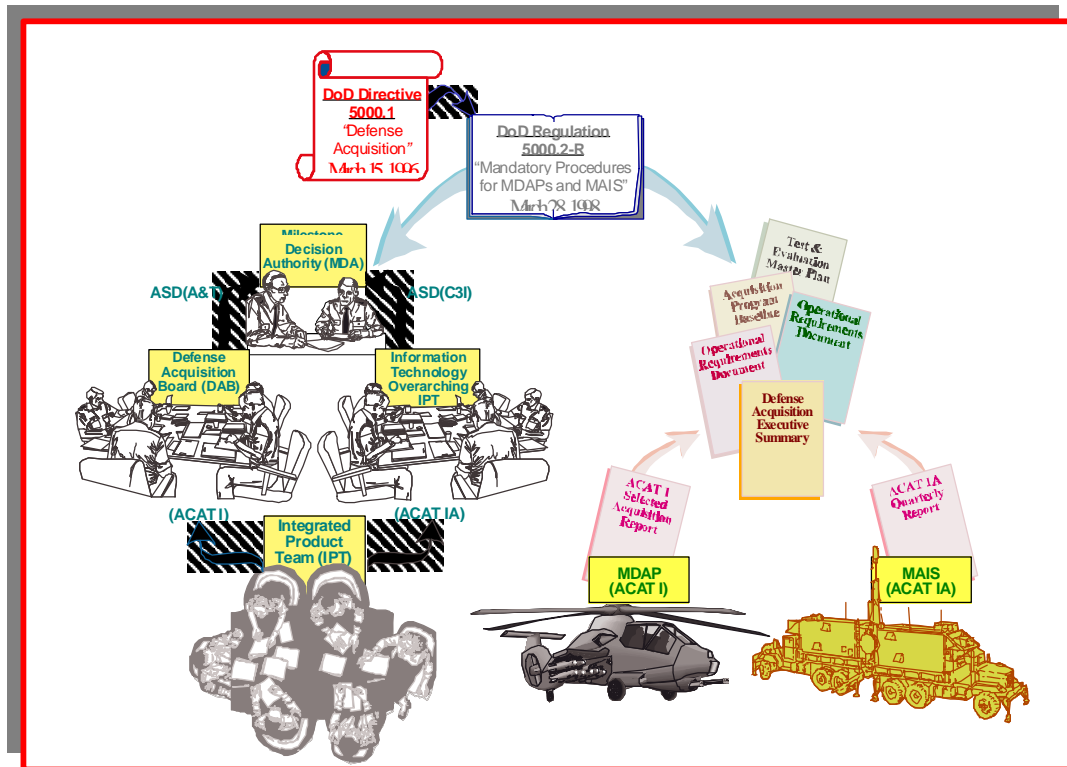 DoD Directive
5000.1
“Defense
Acquisition”
March 15, 1996
DoD Regulation
5000.2-R
“Mandatory Procedures
for MDAPs and MAIS”
March 28, 1998
Milestone
Decision
Authority (MDA)
ASD(A&T)
ASD(C3I)
Defense
Acquisition
Board (DAB)
Information
Technology
Overarching
IPT
(ACAT I)
(ACAT IA)
Integrated
Product
Team (IPT)
Test &
Evaluation
Master Plan
Acquisition
Program
Baseline
Operational
Requirements
Document
Operational
Requirements
Document
Defense
Acquisition
Executive
Summary
ACAT I
Selected
Acquisition
Report
ACAT IA
Quarterly
Report
MDAP
(ACAT I)
MAIS
(ACAT IA)